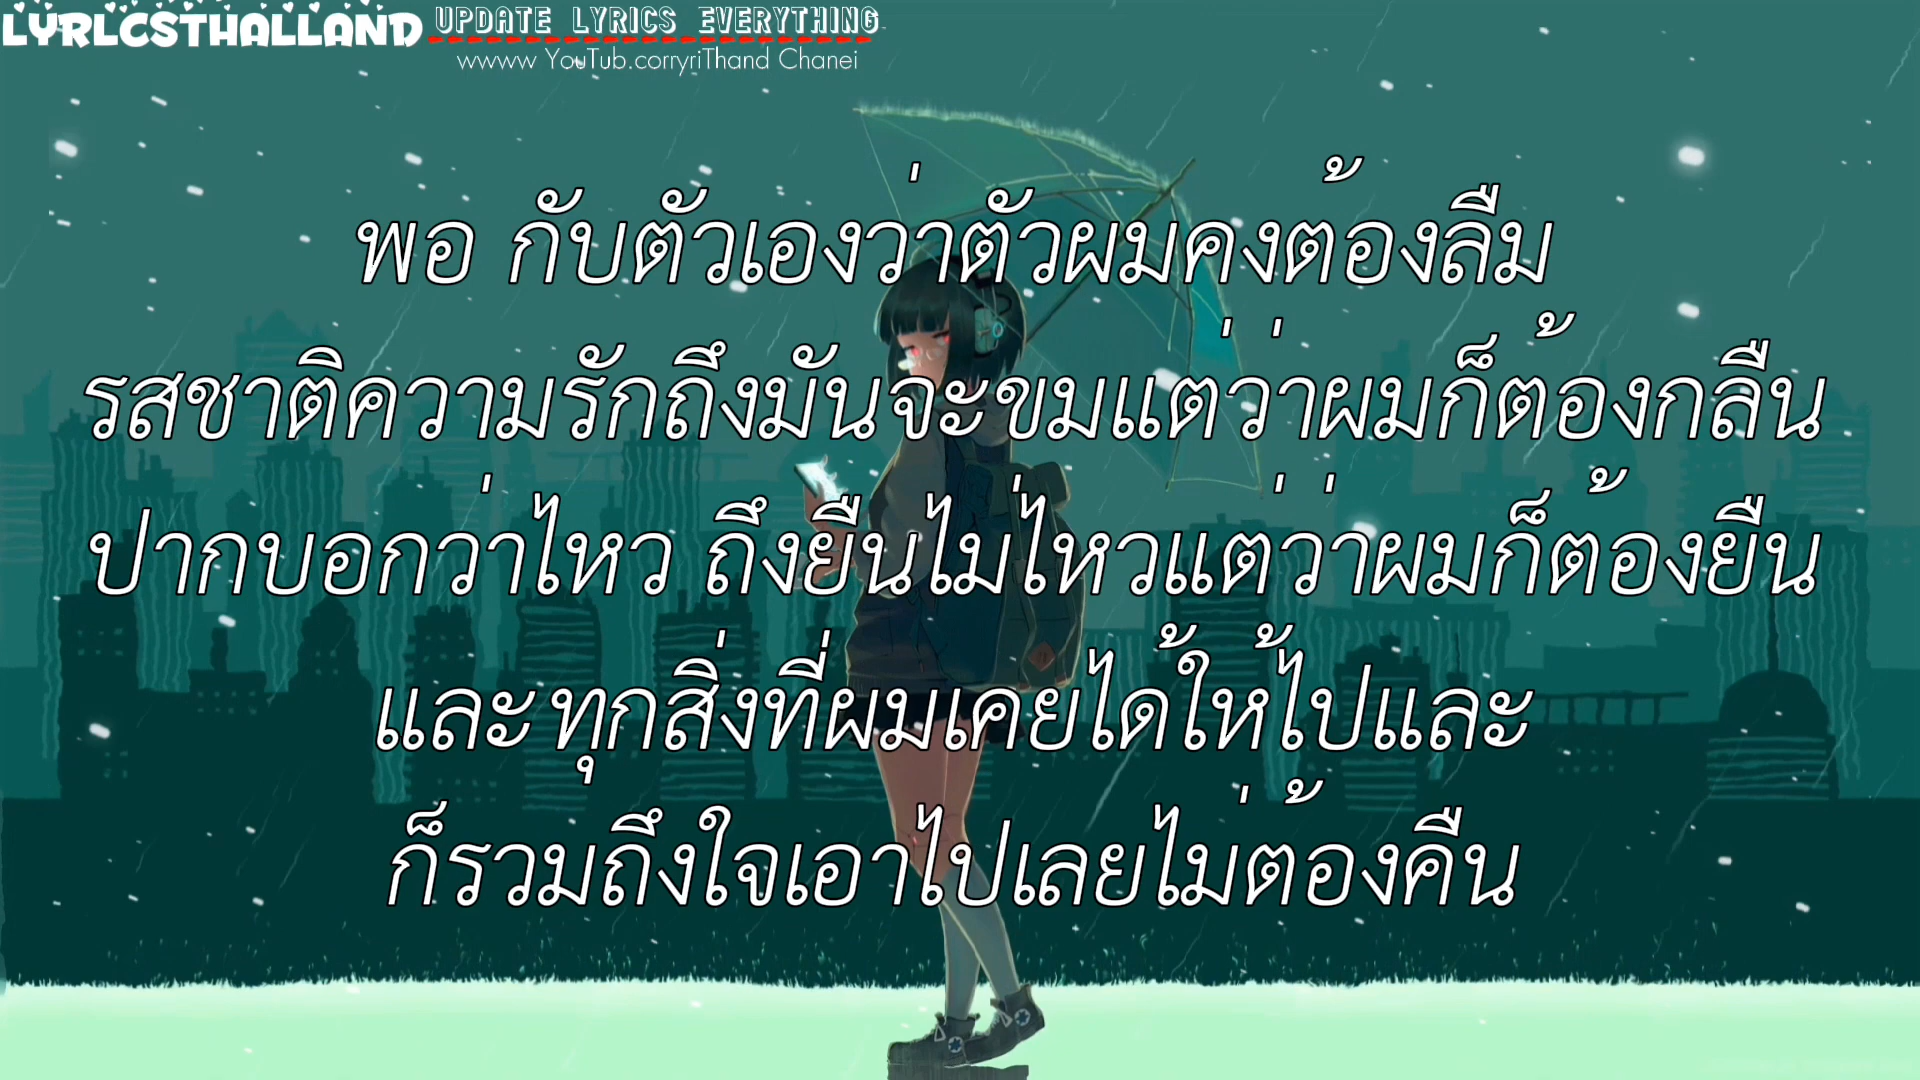 LYRLCSTHALLAND
UPDATE LYRICS EVERYTHING
wwww YouTub.corryriThand Chanei
พอ กับตัวเองว่าตัวผมคงต้องลืม
รสชาติความรักถึงมันจะขมแต่ว่าผมก็ต้องกลืน
ปากบอกว่าไหว ถึงยืนไม่ไหวแต่ว่าผมก็ต้องยืน
และทุกสิ่งที่ผมเคยได้ให้ไปและ
ก็รวมถึงใจเอาไปเลยไม่ต้องคืน